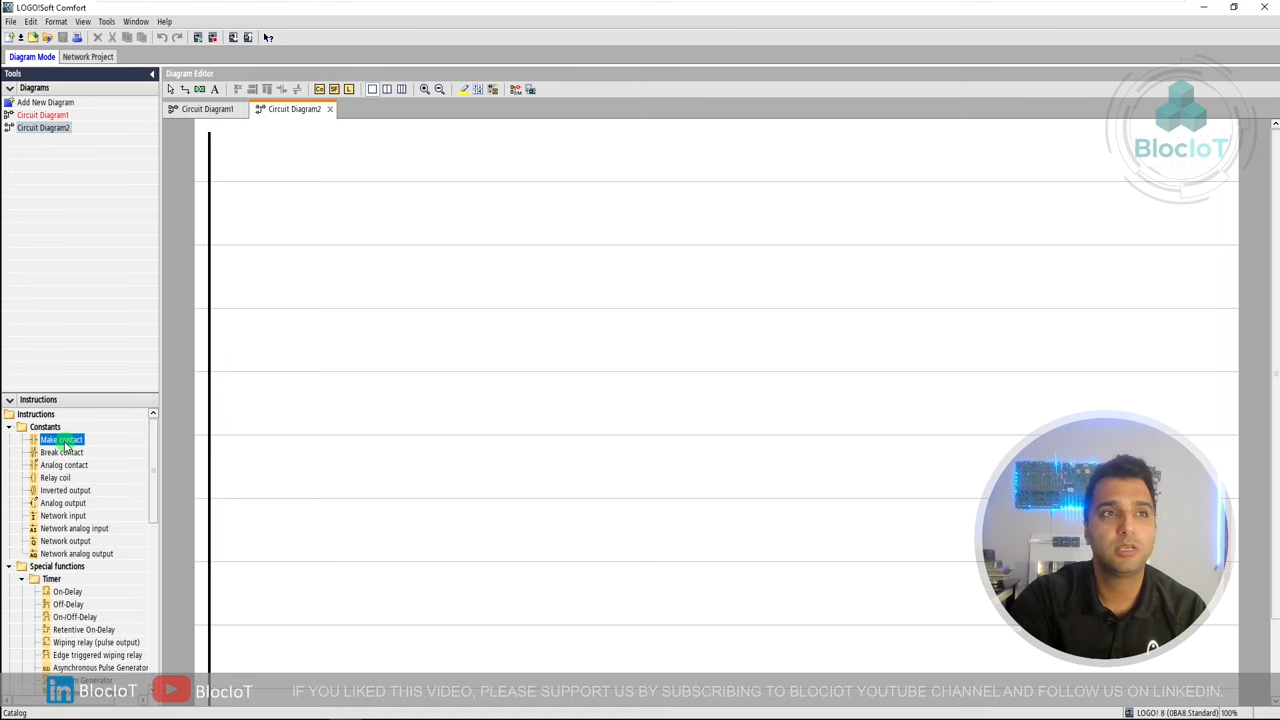 LOGO!Soft Comfort
File Edit Format View Tools Window Help
Diagram Mode Network Project
Tools
Diagram Editor
Diagrams
Add New Diagram
Circuit Diagram1
Circuit Diagram2
Co SF L
Circuit Diagram1 Circuit Diagram2
BlocIoT
Instructions
Instructions
Constants
Make contact
Break contact
Analog contact
Relay coil
Inverted output
Analog output
Network input
Network analog input
Network output
Network analog output
Special functions
Timer
On-Delay
Off-Delay
On-/Off-Delay
Retentive On-Delay
Wiping relay (pulse output)
Edge triggered wiping relay
Asynchronous Pulse Generator
Generator
in BlocIoT BlocIoT IF YOU LIKED THIS VIDEO, PLEASE SUPPORT US BY SUBSCRIBING TO BLOCIOT YOUTUBE CHANNEL AND FOLLOW US ON LINKEDIN.
Catalog
LOGO! 8 (0BA8.Standard) 100%